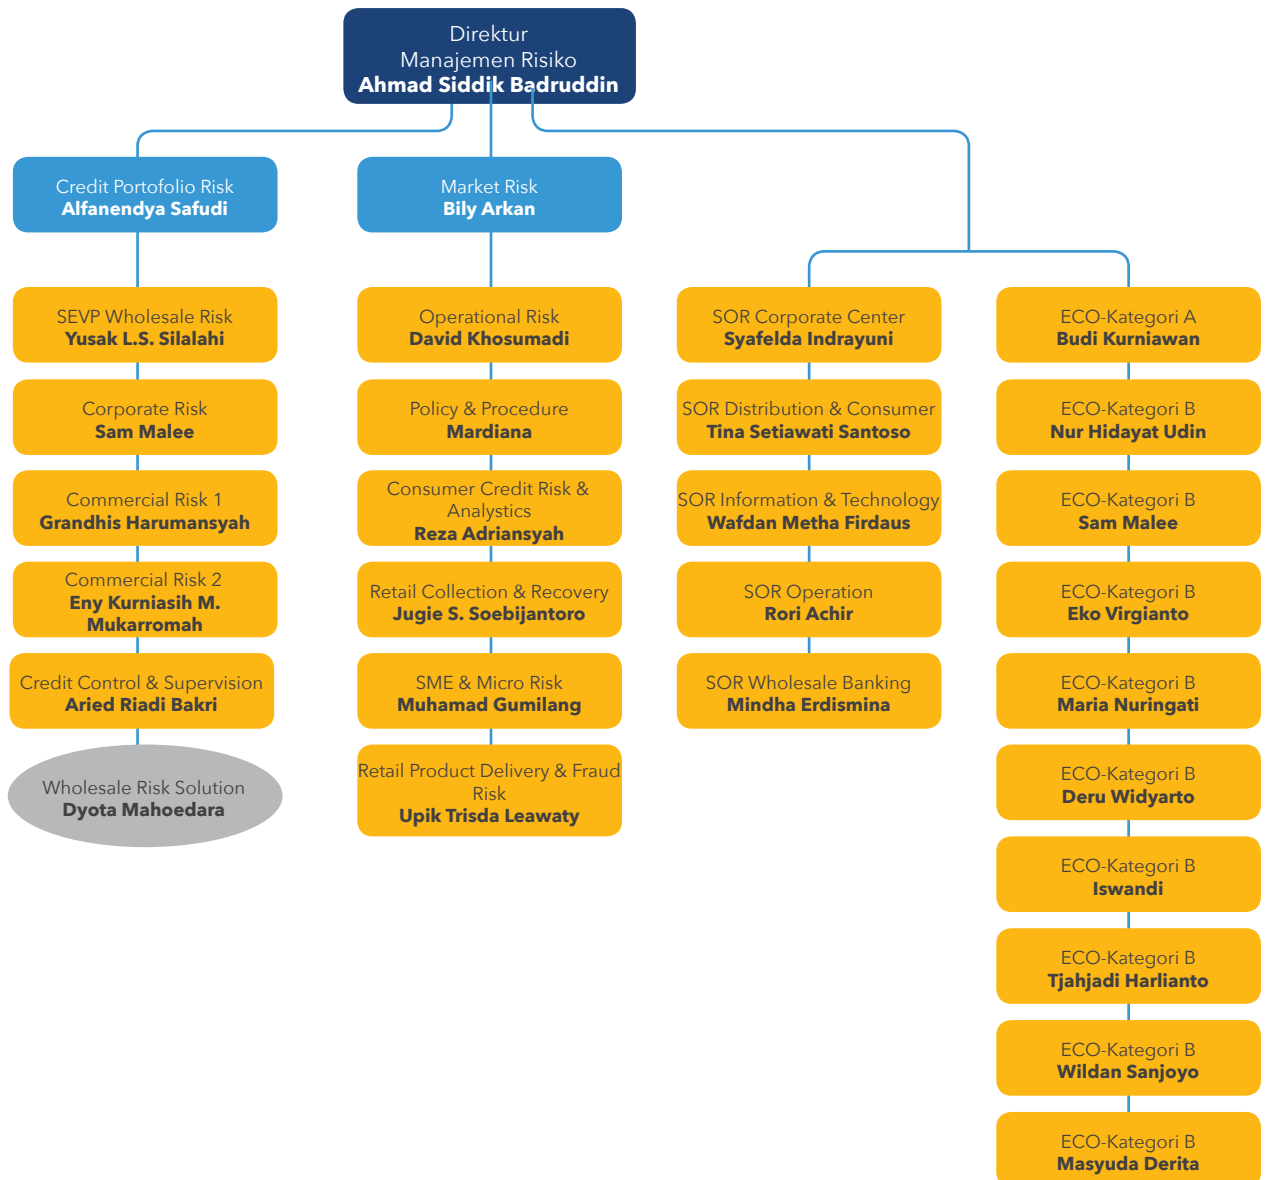 Direktur
Manajemen Risiko
Ahmad Siddik Badruddin
Credit Portofolio Risk
Alfanendya Safudi
Market Risk
Bily Arkan
SEVP Wholesale Risk
Yusak L.S. Silalahi
Corporate Risk
Sam Malee
Commercial Risk 1
Grandhis Harumansyah
Commercial Risk 2
Eny Kurniasih M.
Mukarromah
Credit Control & Supervision
Aried Riadi Bakri
Wholesale Risk Solution
Dyota Mahoedara
Operational Risk
David Khosumadi
Policy & Procedure
Mardiana
Consumer Credit Risk &
Analystics
Reza Adriansyah
Retail Collection & Recovery
Jugie S. Soebijantoro
SME & Micro Risk
Muhamad Gumilang
Retail Product Delivery & Fraud
Risk
Upik Trisda Leawaty
SOR Corporate Center
Syafelda Indrayuni
SOR Distribution & Consumer
Tina Setiawati Santoso
SOR Information & Technology
Wafdan Metha Firdaus
SOR Operation
Rori Achir
SOR Wholesale Banking
Mindha Erdismina
ECO-Kategori A
Budi Kurniawan
ECO-Kategori B
Nur Hidayat Udin
ECO-Kategori B
Sam Malee
ECO-Kategori B
Eko Virgianto
ECO-Kategori B
Maria Nuringati
ECO-Kategori B
Deru Widyarto
ECO-Kategori B
Iswandi
ECO-Kategori B
Tjahjadi Harlianto
ECO-Kategori B
Wildan Sanjoyo
ECO-Kategori B
Masyuda Derita